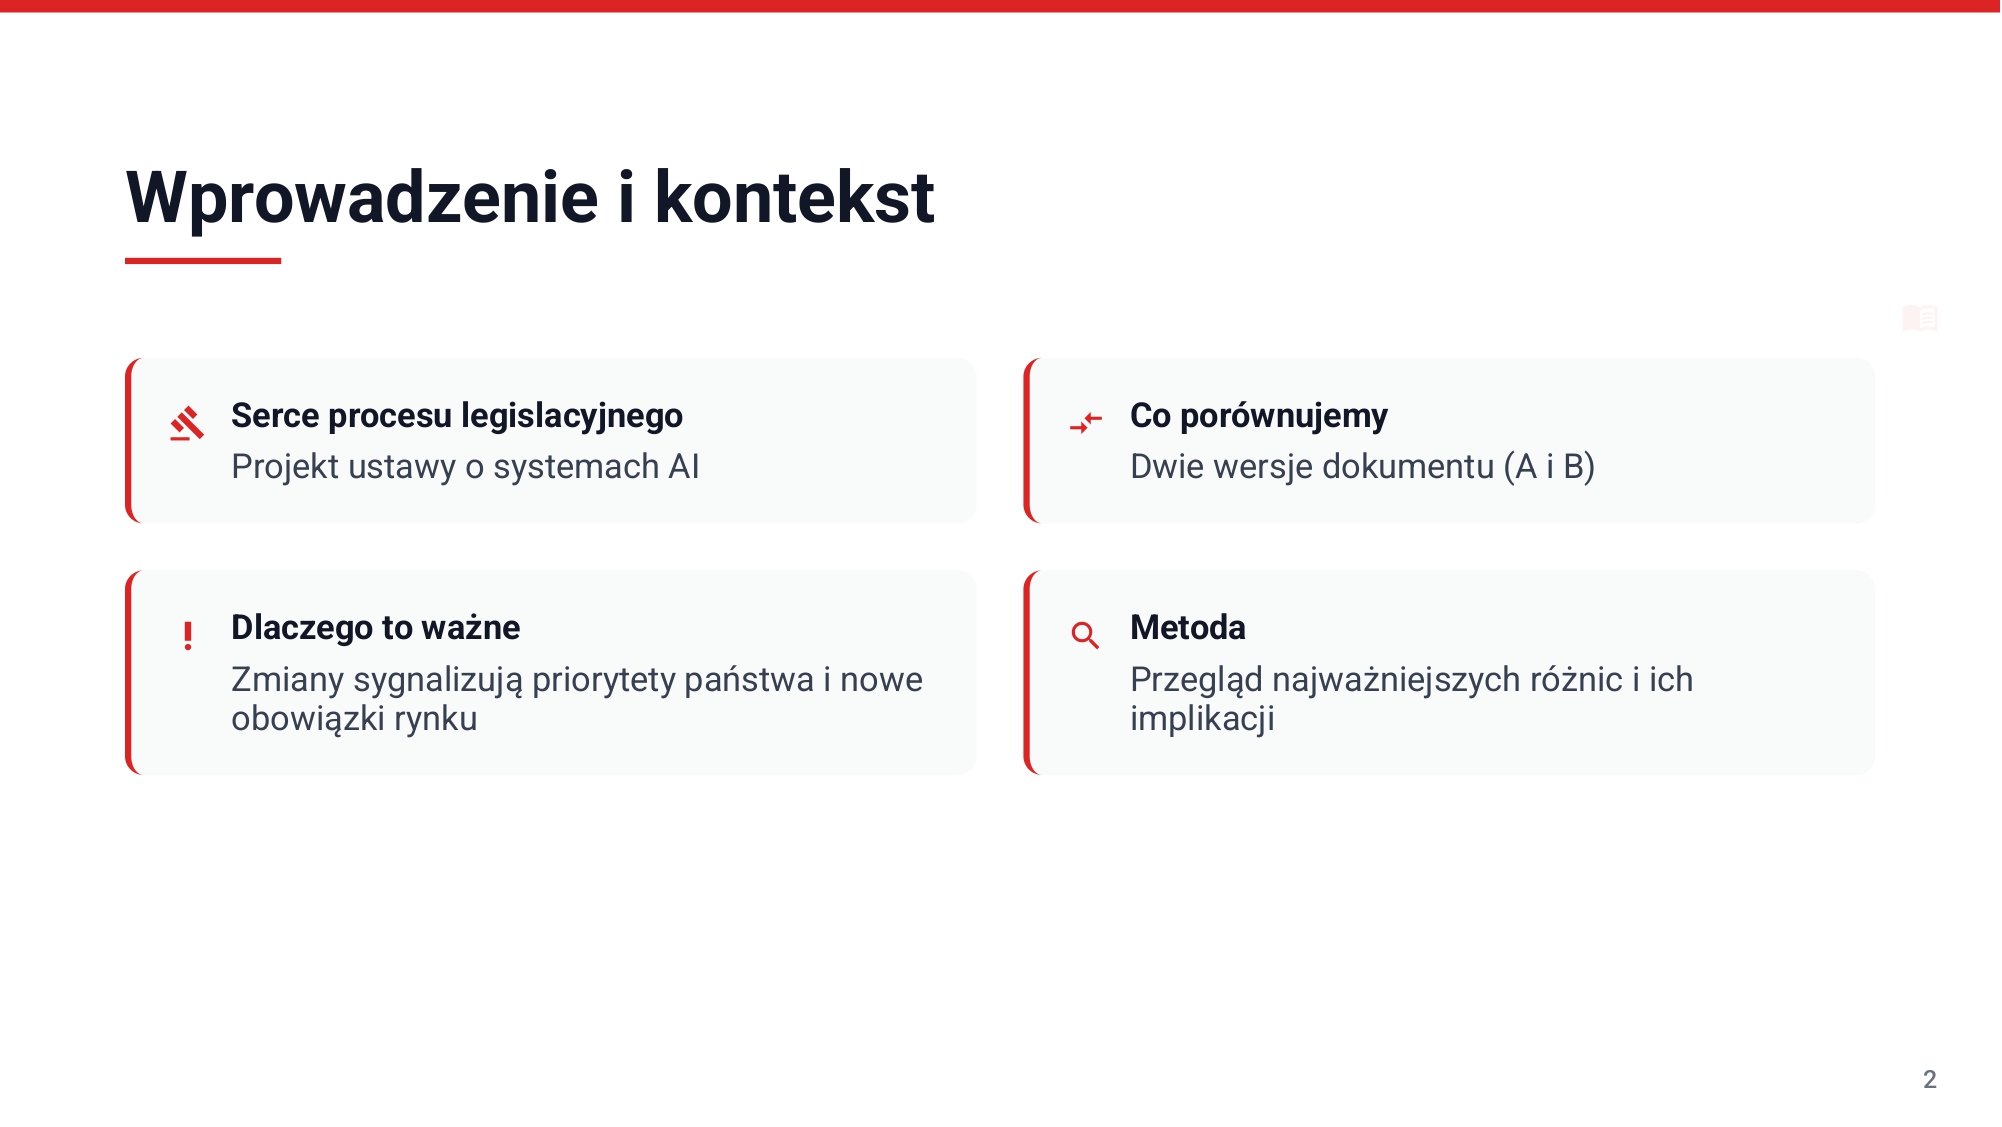 Wprowadzenie i kontekst
Serce procesu legislacyjnego
Projekt ustawy o systemach AI
Co porównujemy
Dwie wersje dokumentu (A i B)
Dlaczego to ważne
Zmiany sygnalizują priorytety państwa i nowe
obowiązki rynku
Metoda
Przegląd najważniejszych różnic i ich
implikacji
2